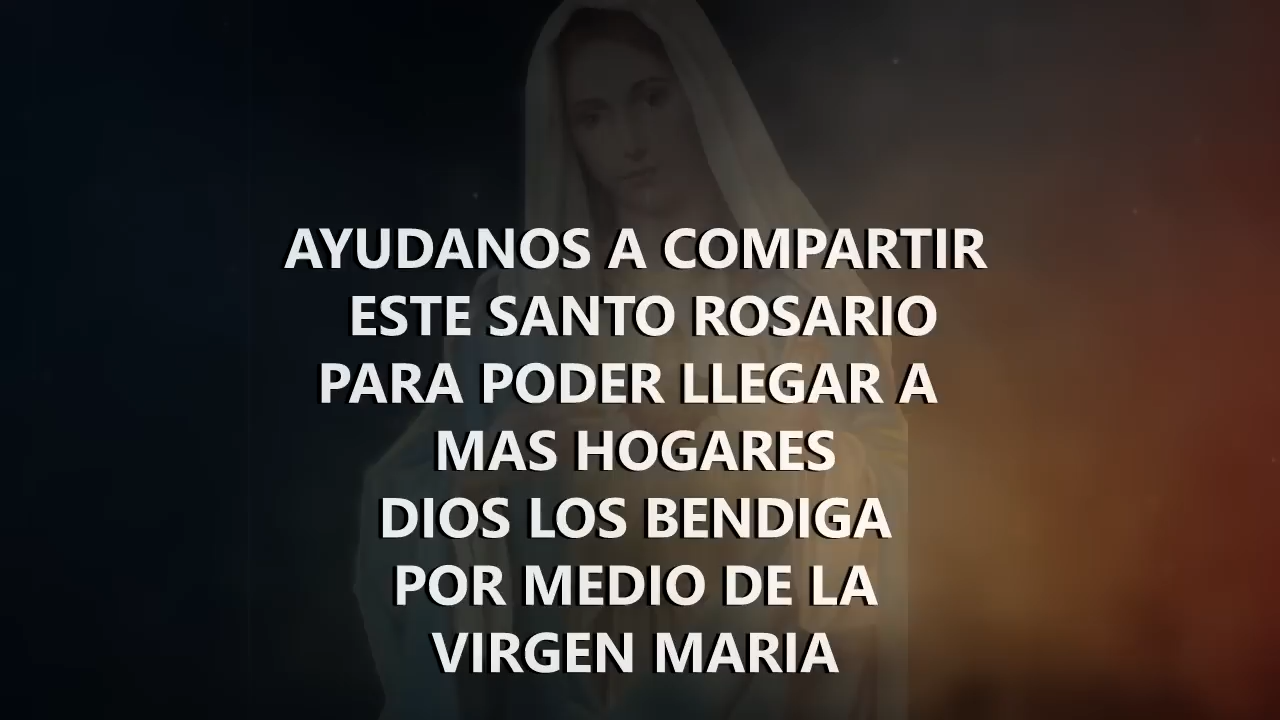 AYUDANOS A COMPARTIR
ESTE SANTO ROSARIO
PARA PODER LLEGAR A
MAS HOGARES
DIOS LOS BENDIGA
POR MEDIO DE LA
VIRGEN MARIA